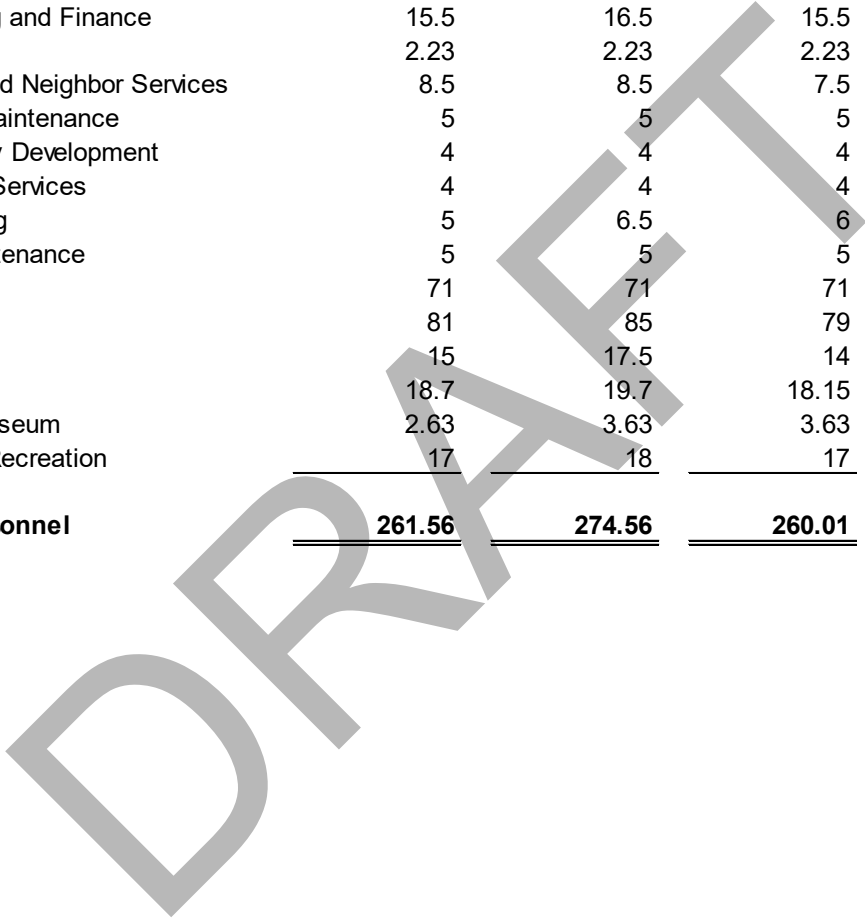 g and Finance 15.5 16.5 15.5
2.23 2.23 2.23
d Neighbor Services 8.5 8.5 7.5
aintenance 5 5 5
y Development 4 4 4
Services 4 4 4
g 5 6.5 6
tenance 5 5 5
71 71 71
81 85 79
15 17.5 14
18.7 19.7 18.15
seum 2.63 3.63 3.63
Recreation 17 18 17
onnel 261.56 274.56 260.01
DRAFT